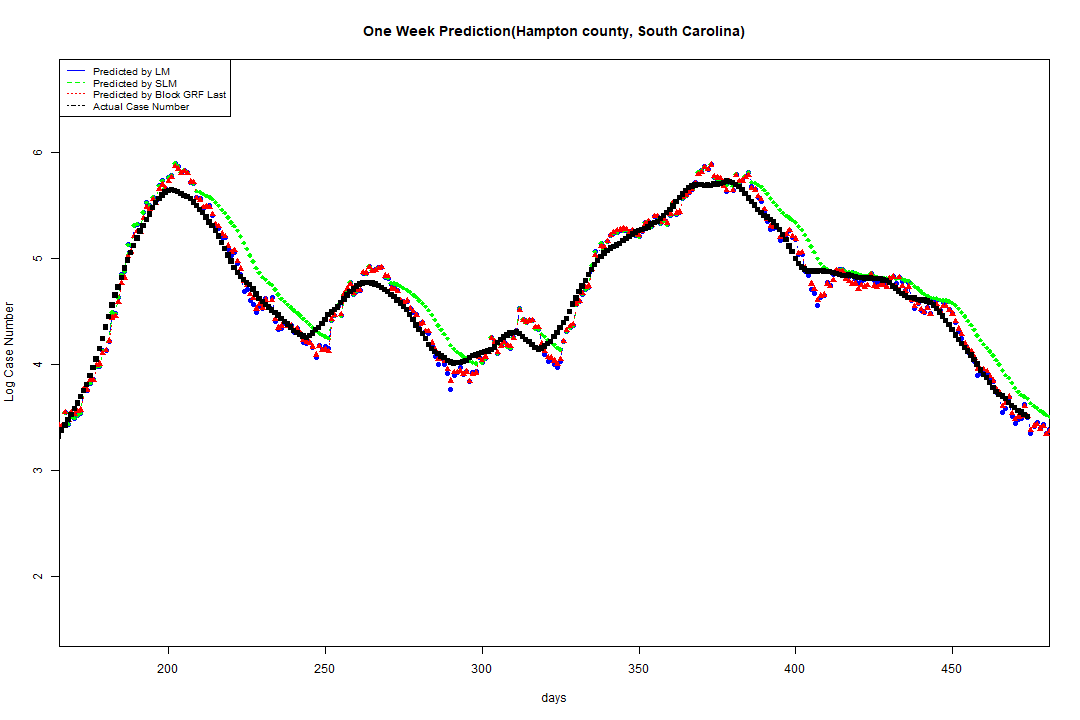 One Week Prediction(Hampton county, South Carolina)
Predicted by LM
Predicted by SLM
Predicted by Block GRF Last
Actual Case Number
6
5
4
3
2
Log Case Number
200 250 300 350 400 450
days